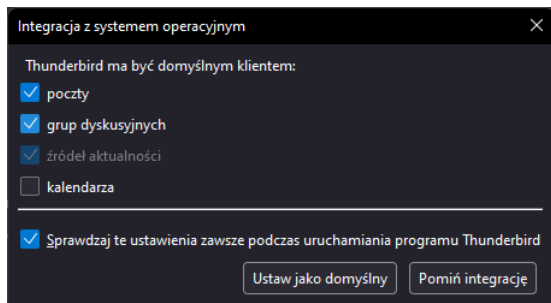 Integracja z systemem operacyjnym
Thunderbird ma być domyślnym klientem:
poczty
grup dyskusyjnych
źródeł aktualności
kalendarza
Sprawdzaj te ustawienia zawsze podczas uruchamiania programu Thunderbird
Ustaw jako domyślny Pomiń integrację